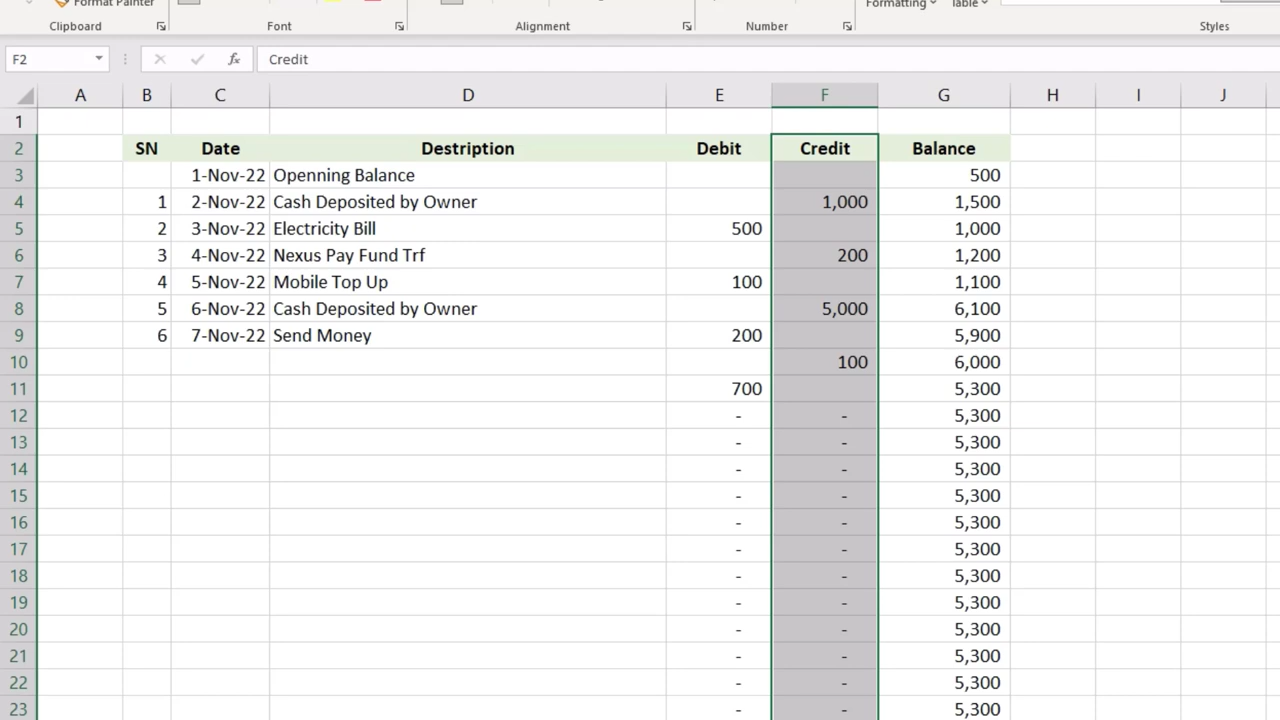 Format Painter Formatting Table
Clipboard Font Alignment Number Styles
F2 fx Credit
A B C D E F G H I J
1
2 SN Date Destription Debit Credit Balance
3 1-Nov-22 Openning Balance 500
4 1 2-Nov-22 Cash Deposited by Owner 1,000 1,500
5 2 3-Nov-22 Electricity Bill 500 1,000
6 3 4-Nov-22 Nexus Pay Fund Trf 200 1,200
7 4 5-Nov-22 Mobile Top Up 100 1,100
8 5 6-Nov-22 Cash Deposited by Owner 5,000 6,100
9 6 7-Nov-22 Send Money 200 5,900
10 100 6,000
11 700 5,300
12 - - 5,300
13 - - 5,300
14 - - 5,300
15 - - 5,300
16 - - 5,300
17 - - 5,300
18 - - 5,300
19 - - 5,300
20 - - 5,300
21 - - 5,300
22 - - 5,300
23 - - 5,300